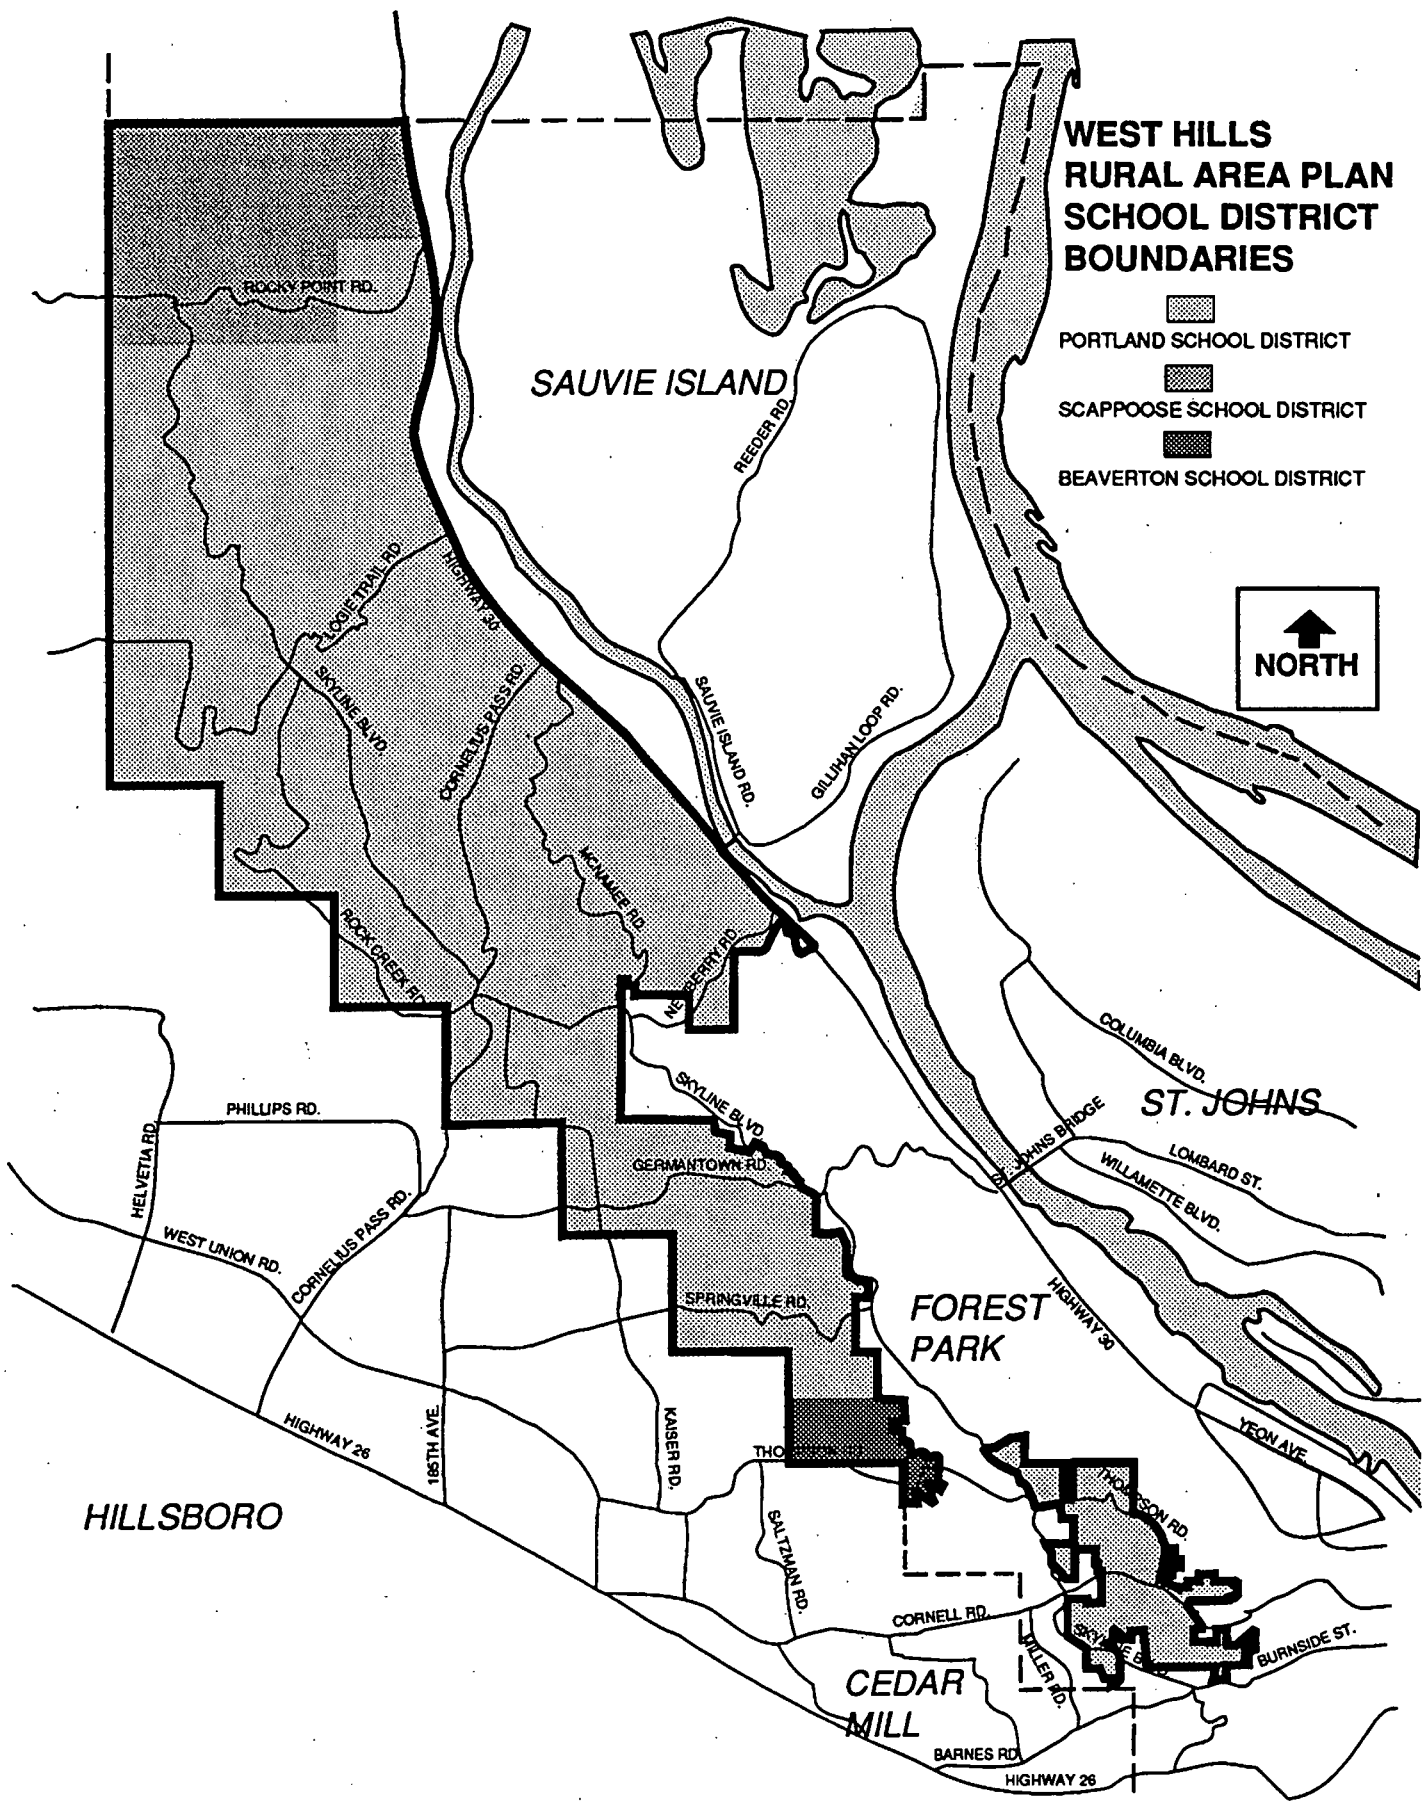 WEST HILLS
RURAL AREA PLAN
SCHOOL DISTRICT
BOUNDARIES
PORTLAND SCHOOL DISTRICT
SCAPPOOSE SCHOOL DISTRICT
BEAVERTON SCHOOL DISTRICT
NORTH
ROCKY POINT RD.
SAUVIE ISLAND
REEDER RD.
LOGIE TRAIL RD
HIGHWAY 30
SKYLINE BLVD.
CORNELIUS PASS RD
SAUVIE ISLAND RD.
GILLIHAN LOOP RD.
MCNAMEE RD.
ROCK CREEK RD.
NEWBERRY RD
COLUMBIA BLVD.
ST. JOHNS
SKYLINE BLVD
PHILLIPS RD.
HELVETIA RD.
GERMANTOWN RD.
JOHNS BRIDGE
LOMBARD ST.
WILLAMETTE BLVD.
WEST UNION RD.
CORNELIUS PASS RD.
SPRINGVILLE RD.
FOREST
PARK
HIGHWAY 30
HIGHWAY 26
185TH AVE.
KAISER RD.
YEON AVE.
HILLSBORO
SALTZMAN RD.
THOMPSON RD.
CORNELL RD.
MILLER RD.
BURNSIDE ST.
CEDAR
MILL
BARNES RD
HIGHWAY 26